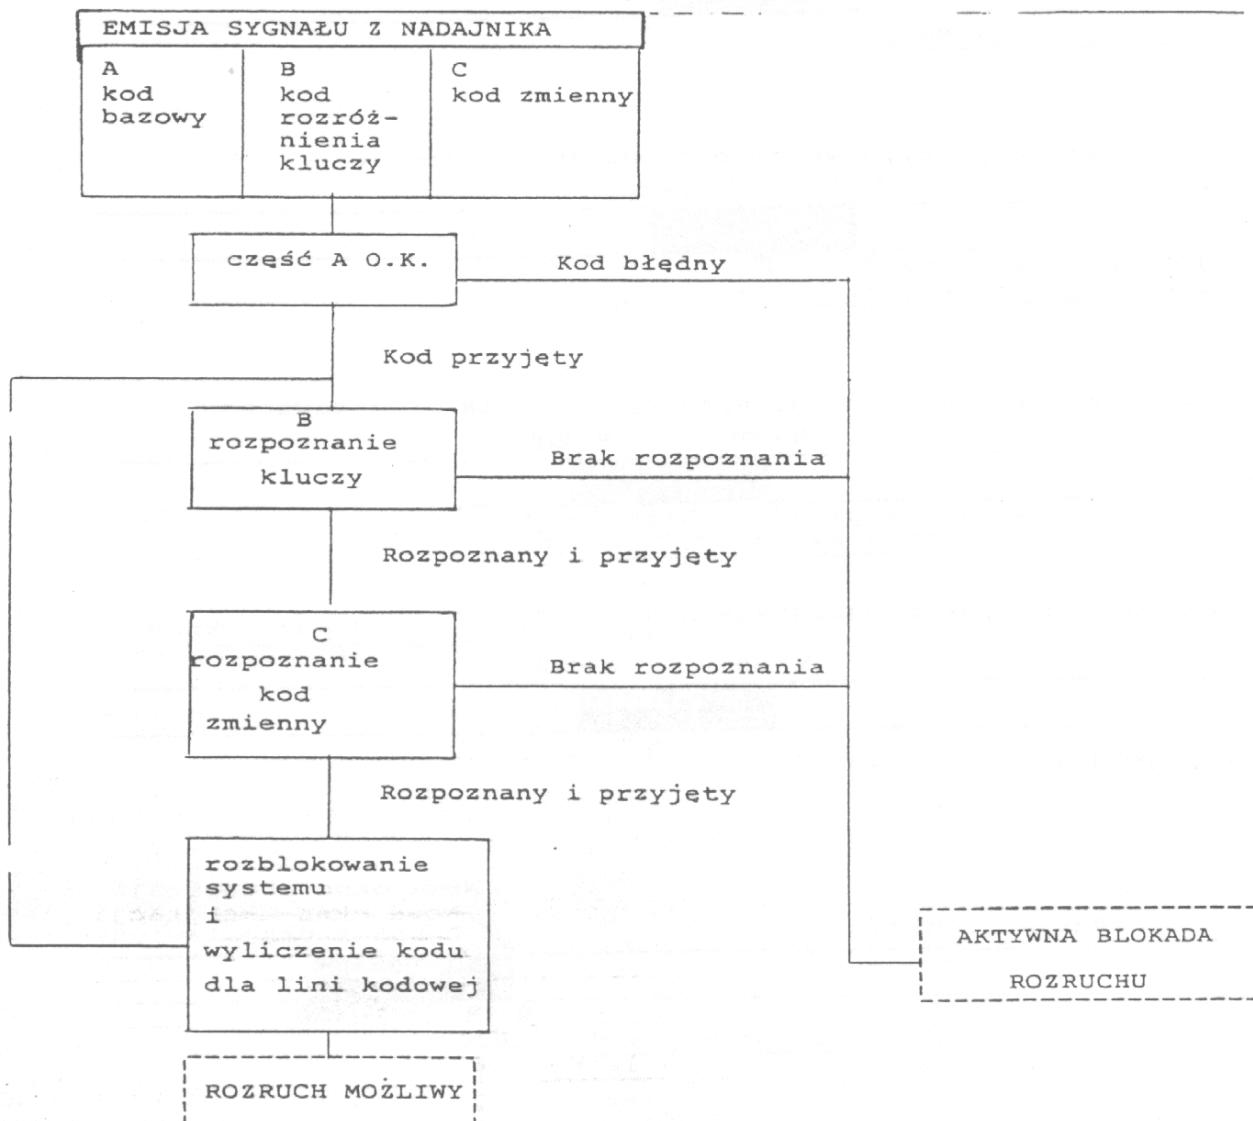 EMISJA SYGNAŁU Z NADAJNIKA
A
kod
bazowy
B
kod
rozróż-
nienia
kluczy
C
kod zmienny
część A O.K.
Kod błędny
Kod przyjęty
B
rozpoznanie
kluczy
Brak rozpoznania
Rozpoznany i przyjęty
C
rozpoznanie
kod
zmienny
Brak rozpoznania
Rozpoznany i przyjęty
rozblokowanie
systemu
i
wyliczenie kodu
dla lini kodowej
AKTYWNA BLOKADA
ROZRUCHU
ROZRUCH MOŻLIWY